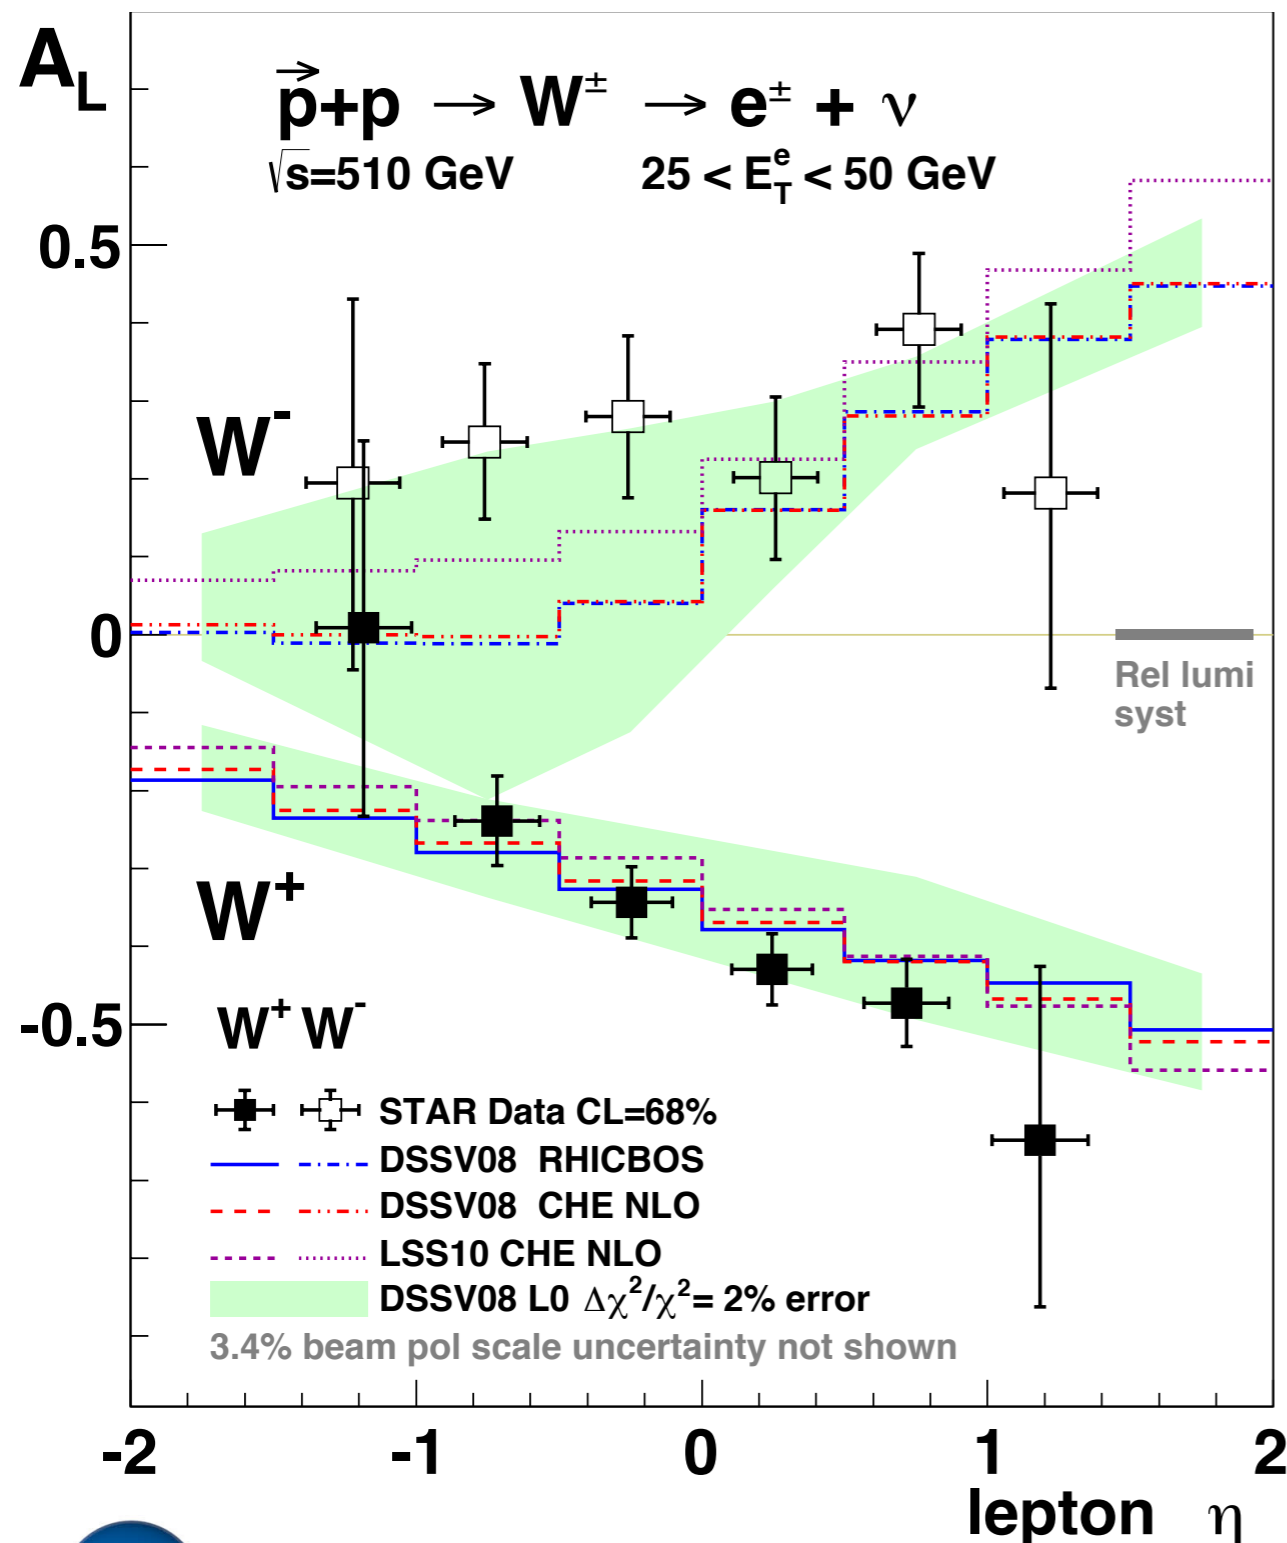 A_L
p+p → W^± → e^± + ν
√s=510 GeV 25 < E_T^e < 50 GeV
0.5
W^-
0
Rel lumi
syst
W^+
-0.5
W^+ W^-
STAR Data CL=68%
DSSV08 RHICBOS
DSSV08 CHE NLO
LSS10 CHE NLO
DSSV08 L0 Δχ²/χ²= 2% error
3.4% beam pol scale uncertainty not shown
-2 -1 0 1 2
lepton η